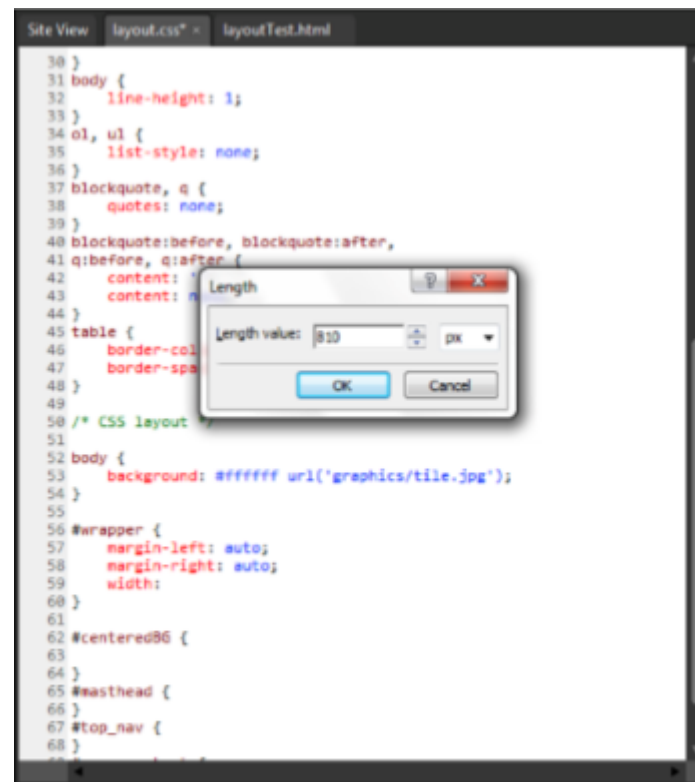 Site View layout.css* × layoutTest.html
30 }
31 body {
32 line-height: 1;
33 }
34 ol, ul {
35 list-style: none;
36 }
37 blockquote, q {
38 quotes: none;
39 }
40 blockquote:before, blockquote:after,
41 q:before, q:after {
42 content: '
43 content: n
44 }
45 table {
46 border-col
47 border-spa
48 }
49
50 /* CSS layout */
51
52 body {
53 background: #ffffff url('graphics/tile.jpg');
54 }
55
56 #wrapper {
57 margin-left: auto;
58 margin-right: auto;
59 width:
60 }
61
62 #centeredBG {
63
64 }
65 #masthead {
66 }
67 #top_nav {
68 }
Length ? X
Length value: 810 px
OK Cancel